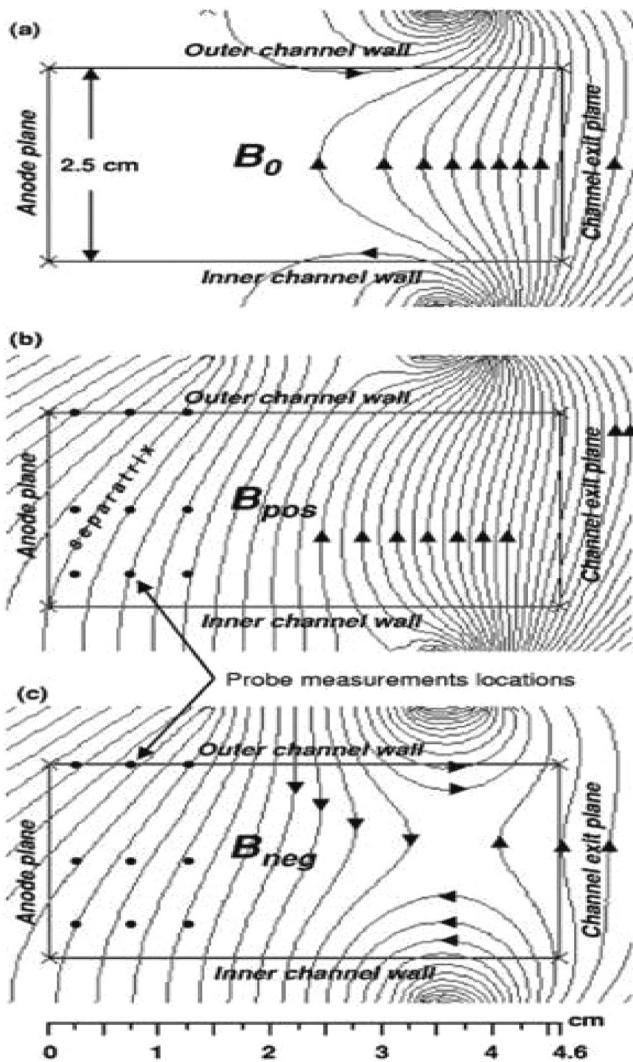 (a)
Outer channel wall
Anode plane
2.5 cm
B0
Channel exit plane
Inner channel wall
(b)
Outer channel wall
Anode plane
separatrix
Bpos
Channel exit plane
Inner channel wall
Probe measurements locations
(c)
Outer channel wall
Anode plane
Bneg
Channel exit plane
Inner channel wall
cm
0 1 2 3 4 4.6